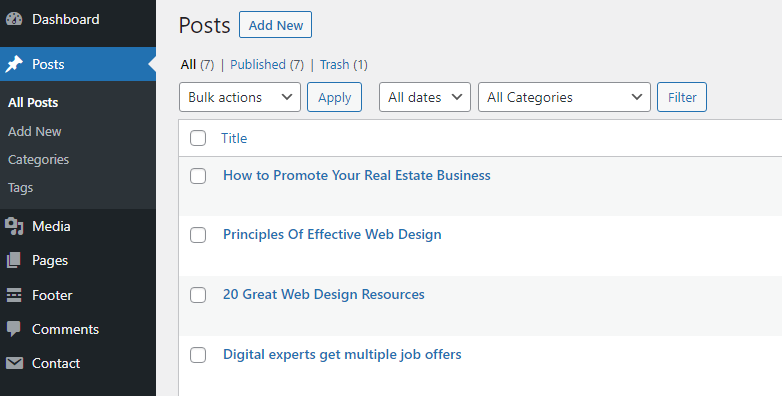 Dashboard
Posts
All Posts
Add New
Categories
Tags
Media
Pages
Footer
Comments
Contact
Posts Add New
All (7) | Published (7) | Trash (1)
Bulk actions Apply All dates All Categories Filter
Title
How to Promote Your Real Estate Business
Principles Of Effective Web Design
20 Great Web Design Resources
Digital experts get multiple job offers